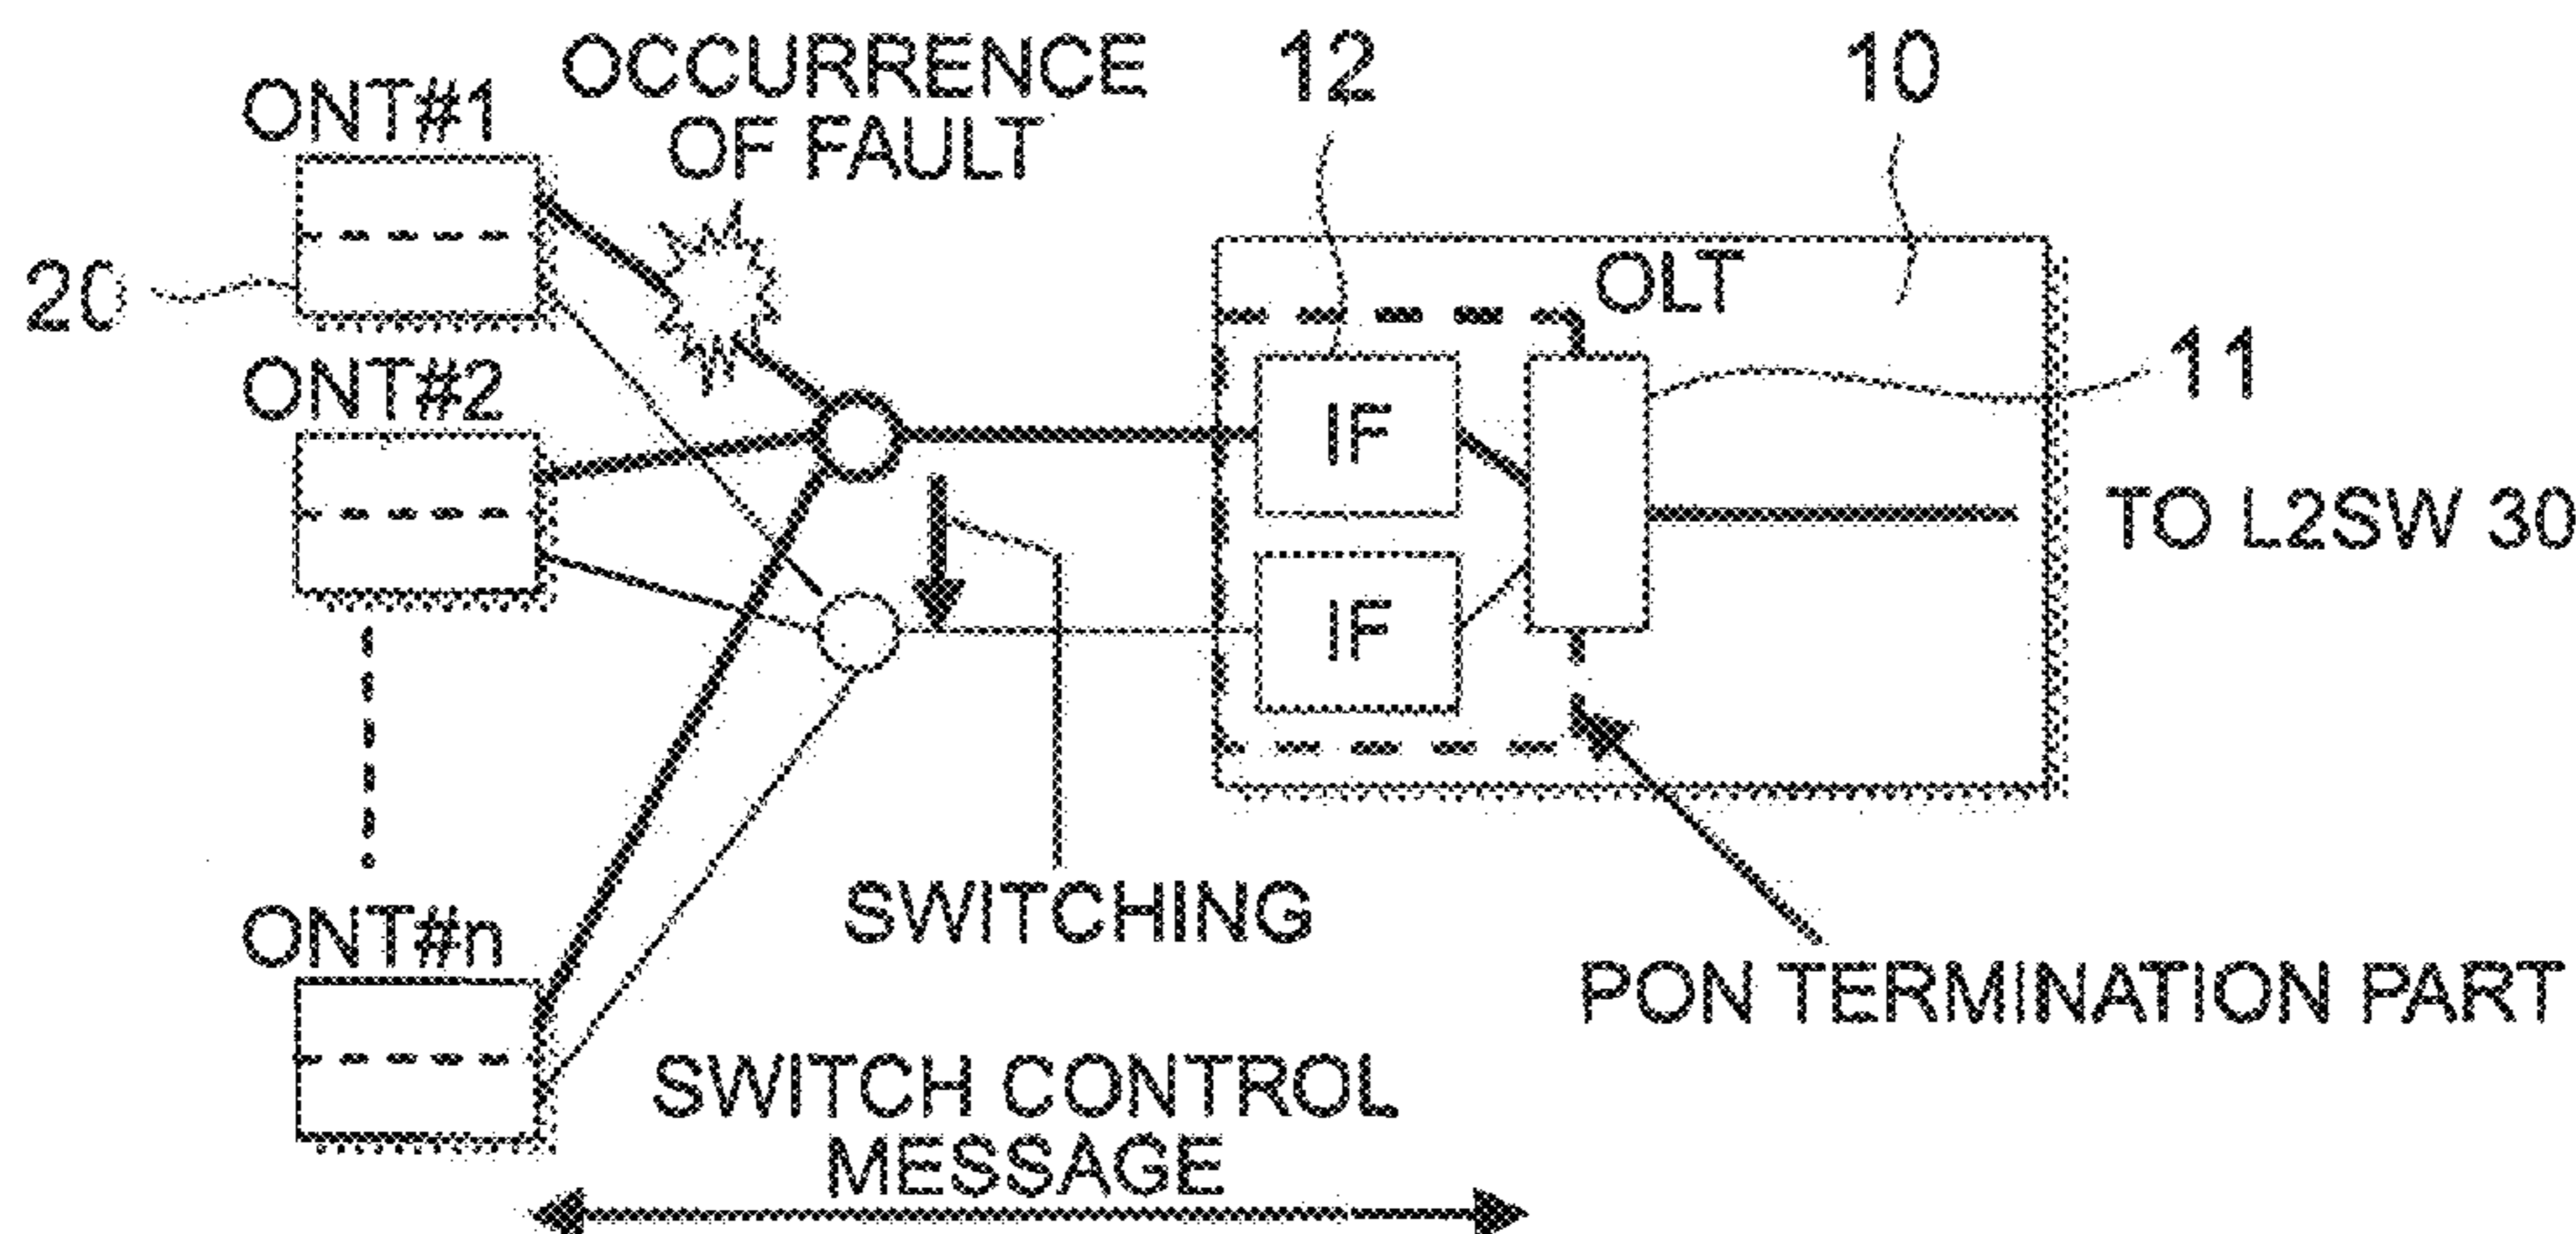 OCCURRENCE
OF FAULT
12
10
ONT#1
20
OLT
11
ONT#2
IF
TO L2SW 30
IF
SWITCHING
ONT#n
PON TERMINATION PART
SWITCH CONTROL
MESSAGE